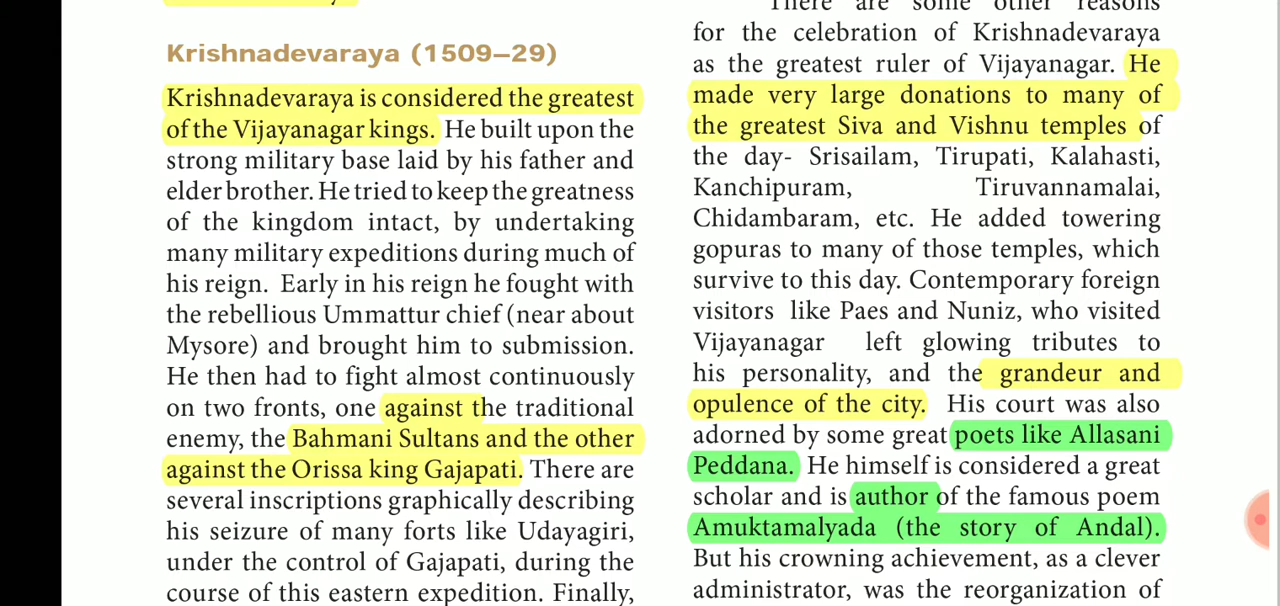 Krishnadevaraya (1509–29)
Krishnadevaraya is considered the greatest
of the Vijayanagar kings. He built upon the
strong military base laid by his father and
elder brother. He tried to keep the greatness
of the kingdom intact, by undertaking
many military expeditions during much of
his reign. Early in his reign he fought with
the rebellious Ummattur chief (near about
Mysore) and brought him to submission.
He then had to fight almost continuously
on two fronts, one against the traditional
enemy, the Bahmani Sultans and the other
against the Orissa king Gajapati. There are
several inscriptions graphically describing
his seizure of many forts like Udayagiri,
under the control of Gajapati, during the
course of this eastern expedition. Finally,
There are some other reasons
for the celebration of Krishnadevaraya
as the greatest ruler of Vijayanagar. He
made very large donations to many of
the greatest Siva and Vishnu temples of
the day- Srisailam, Tirupati, Kalahasti,
Kanchipuram, Tiruvannamalai,
Chidambaram, etc. He added towering
gopuras to many of those temples, which
survive to this day. Contemporary foreign
visitors like Paes and Nuniz, who visited
Vijayanagar left glowing tributes to
his personality, and the grandeur and
opulence of the city. His court was also
adorned by some great poets like Allasani
Peddana. He himself is considered a great
scholar and is author of the famous poem
Amuktamalyada (the story of Andal).
But his crowning achievement, as a clever
administrator, was the reorganization of